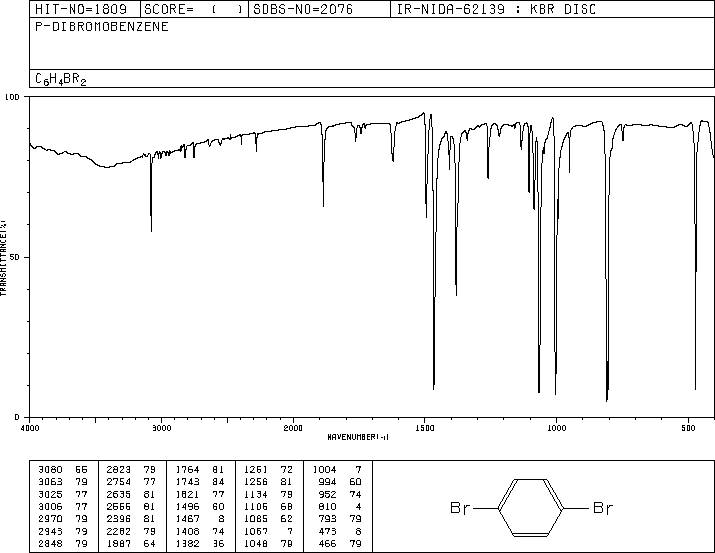 HIT-NO=1809 SCORE= ( ) SDBS-NO=2076 IR-NIDA-62139 : KBR DISC
P-DIBROMOBENZENE
C6H4BR2
100
50
0
TRANSMITTANCE(%)
4000 3000 2000 1500 1000 500
WAVENUMBER(-1)
3080 66 2823 79 1764 81 1261 72 1004 7
3063 79 2754 77 1743 84 1256 81 994 60
3025 77 2635 81 1621 77 1134 79 952 74
3006 77 2556 81 1496 60 1106 68 810 4
2970 79 2396 81 1467 8 1085 62 793 79
2943 79 2282 79 1408 74 1067 7 473 8
2848 79 1887 64 1382 36 1048 79 466 79
Br Br